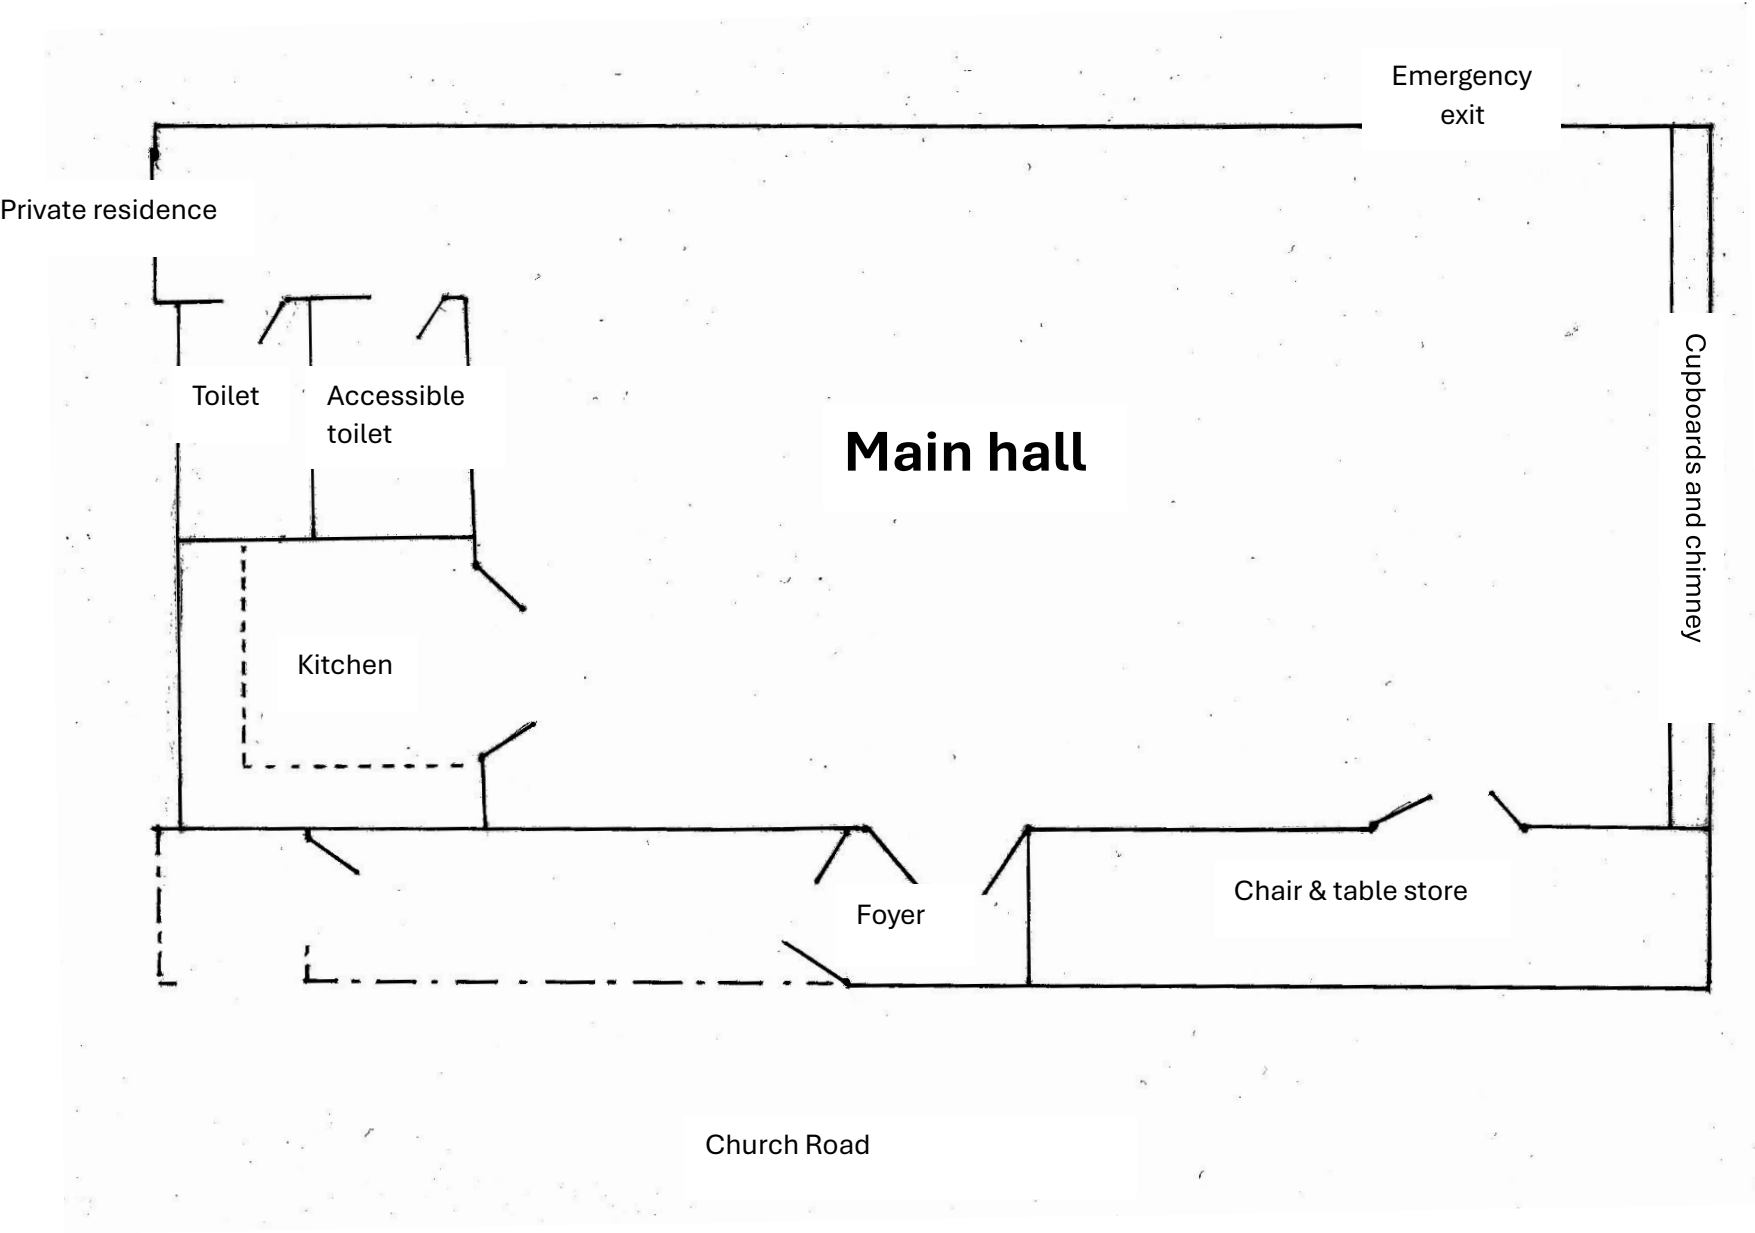 Emergency
exit
Private residence
Toilet
Accessible
toilet
Main hall
Cupboards and chimney
Kitchen
Foyer
Chair & table store
Church Road